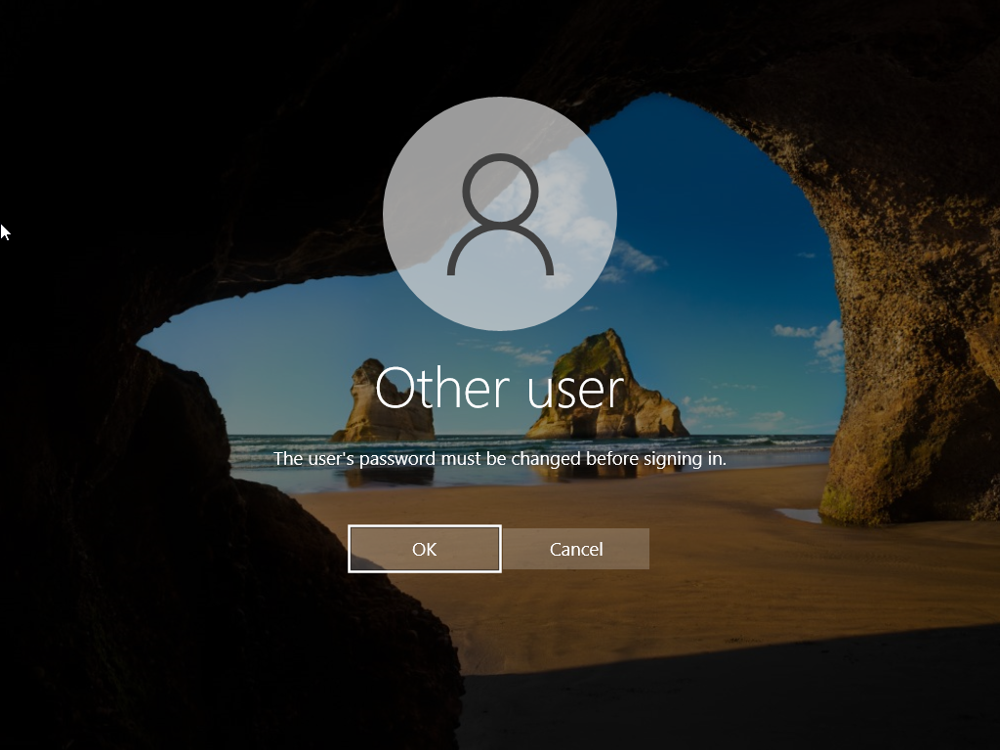 Other user
The user's password must be changed before signing in.
OK
Cancel